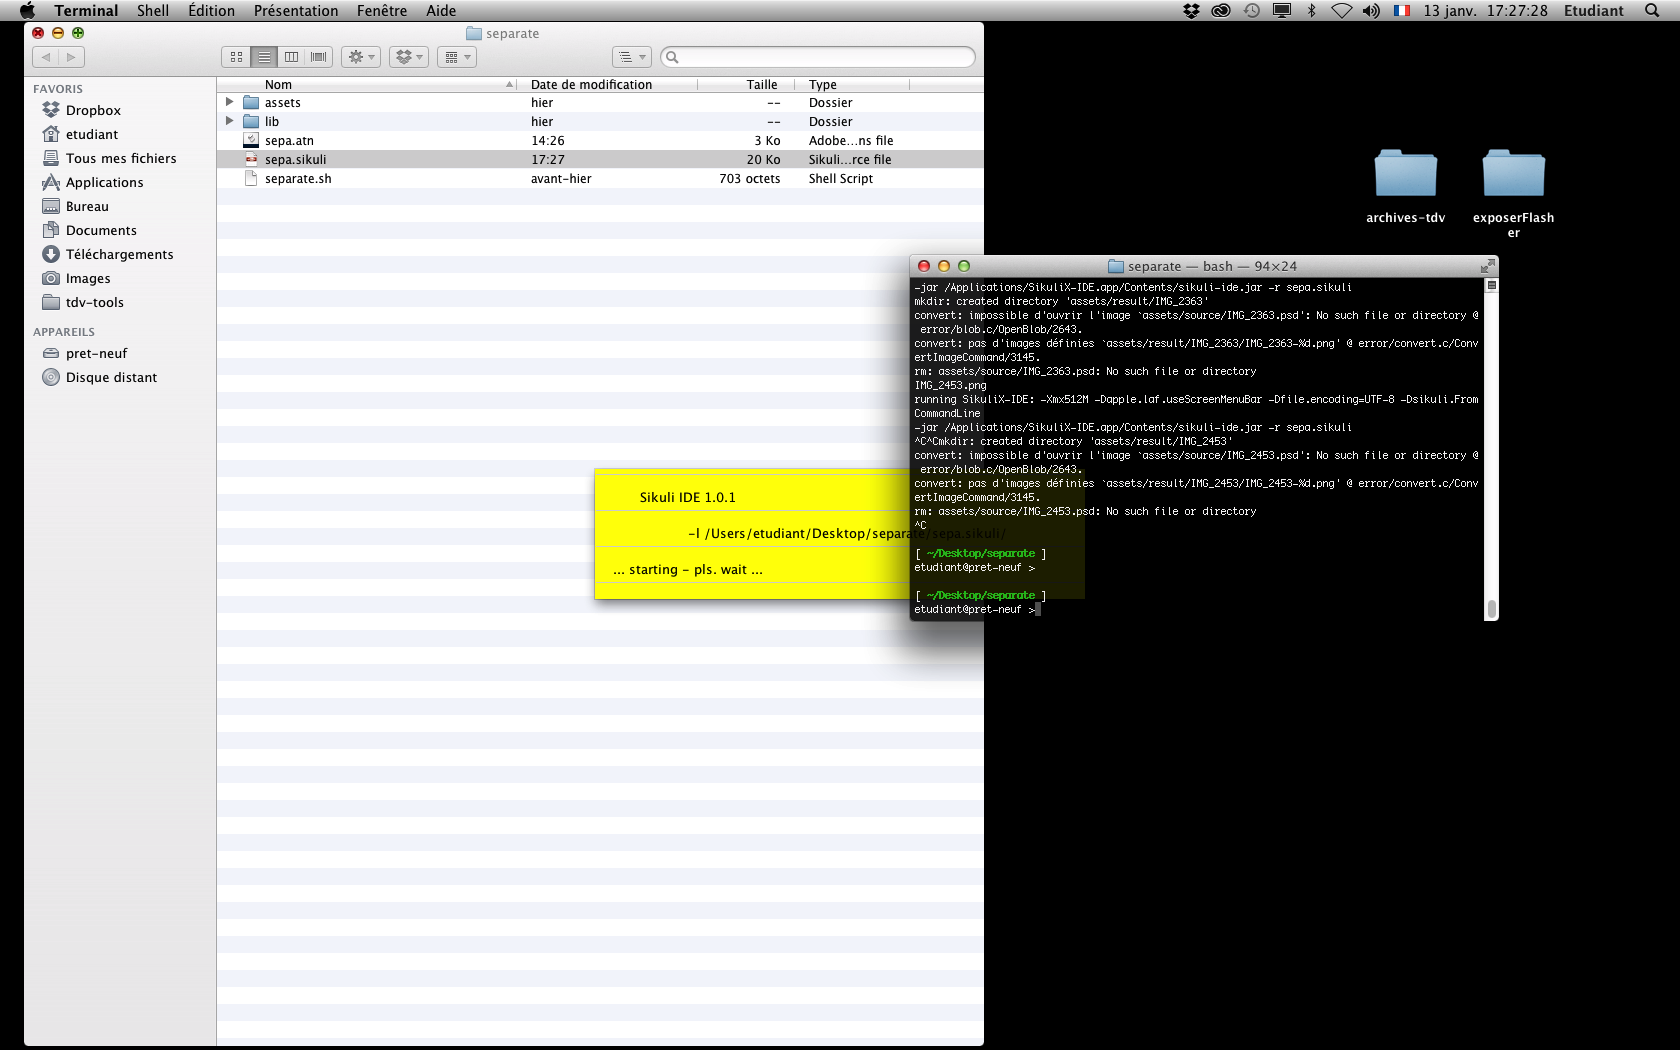 Terminal Shell Édition Présentation Fenêtre Aide 13 janv. 17:27:28 Etudiant
separate
FAVORIS
Dropbox
etudiant
Tous mes fichiers
Applications
Bureau
Documents
Téléchargements
Images
tdv-tools
APPAREILS
pret-neuf
Disque distant
Nom Date de modification Taille Type
assets hier -- Dossier
lib hier -- Dossier
sepa.atn 14:26 3 Ko Adobe...ns file
sepa.sikuli 17:27 20 Ko Sikuli...rce file
separate.sh avant-hier 703 octets Shell Script
archives-tdv
exposerFlash
er
Sikuli IDE 1.0.1
-l /Users/etudiant/Desktop/separate/sepa.sikuli/
... starting - pls. wait ...
separate — bash — 94×24
-jar /Applications/SikuliX-IDE.app/Contents/sikuli-ide.jar -r sepa.sikuli
mkdir: created directory 'assets/result/IMG_2363'
convert: impossible d'ouvrir l'image `assets/source/IMG_2363.psd': No such file or directory @
error/blob.c/OpenBlob/2643.
convert: pas d'images définies `assets/result/IMG_2363/IMG_2363-%d.png' @ error/convert.c/Conv
ertImageCommand/3145.
rm: assets/source/IMG_2363.psd: No such file or directory
IMG_2453.png
running SikuliX-IDE: -Xmx512M -Dapple.laf.useScreenMenuBar -Dfile.encoding=UTF-8 -Dsikuli.From
CommandLine
-jar /Applications/SikuliX-IDE.app/Contents/sikuli-ide.jar -r sepa.sikuli
^C^Cmkdir: created directory 'assets/result/IMG_2453'
convert: impossible d'ouvrir l'image `assets/source/IMG_2453.psd': No such file or directory @
error/blob.c/OpenBlob/2643.
convert: pas d'images définies `assets/result/IMG_2453/IMG_2453-%d.png' @ error/convert.c/Conv
ertImageCommand/3145.
rm: assets/source/IMG_2453.psd: No such file or directory
^C
[ ~/Desktop/separate ]
etudiant@pret-neuf >
[ ~/Desktop/separate ]
etudiant@pret-neuf >